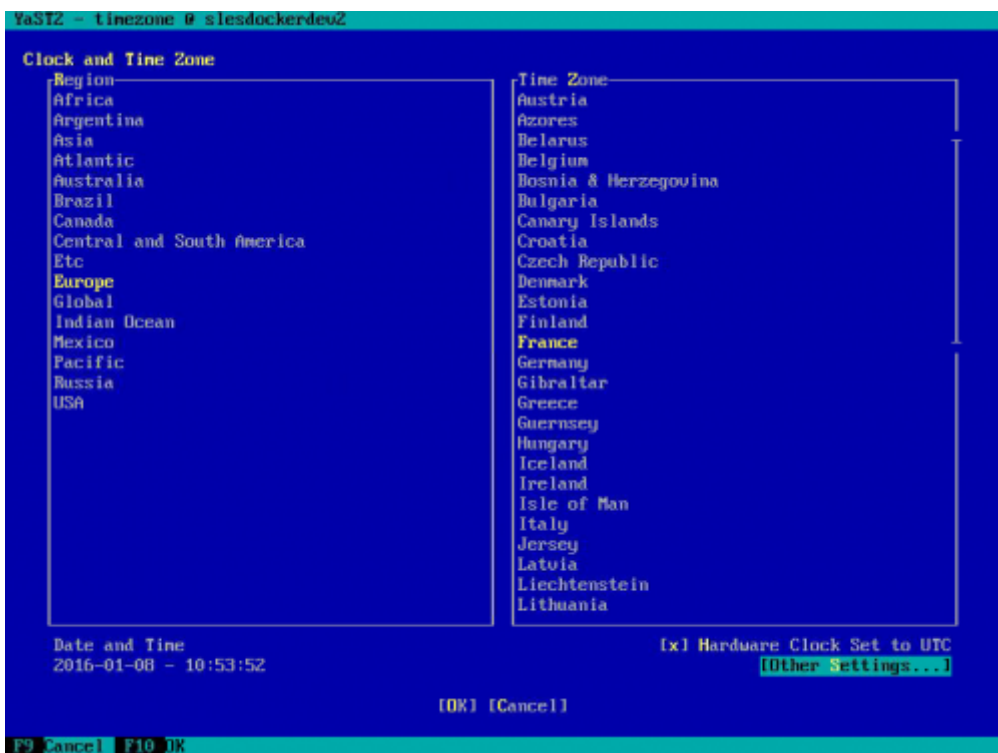 YaST2 - timezone @ slesdockerdev2
Clock and Time Zone
Region
Africa
Argentina
Asia
Atlantic
Australia
Brazil
Canada
Central and South America
Etc
Europe
Global
Indian Ocean
Mexico
Pacific
Russia
USA
Time Zone
Austria
Azores
Belarus
Belgium
Bosnia & Herzegovina
Bulgaria
Canary Islands
Croatia
Czech Republic
Denmark
Estonia
Finland
France
Germany
Gibraltar
Greece
Guernsey
Hungary
Iceland
Ireland
Isle of Man
Italy
Jersey
Latvia
Liechtenstein
Lithuania
Date and Time
2016-01-08 - 10:53:52
[x] Hardware Clock Set to UTC
[Other Settings...]
[OK] [Cancel]
F9 Cancel F10 OK